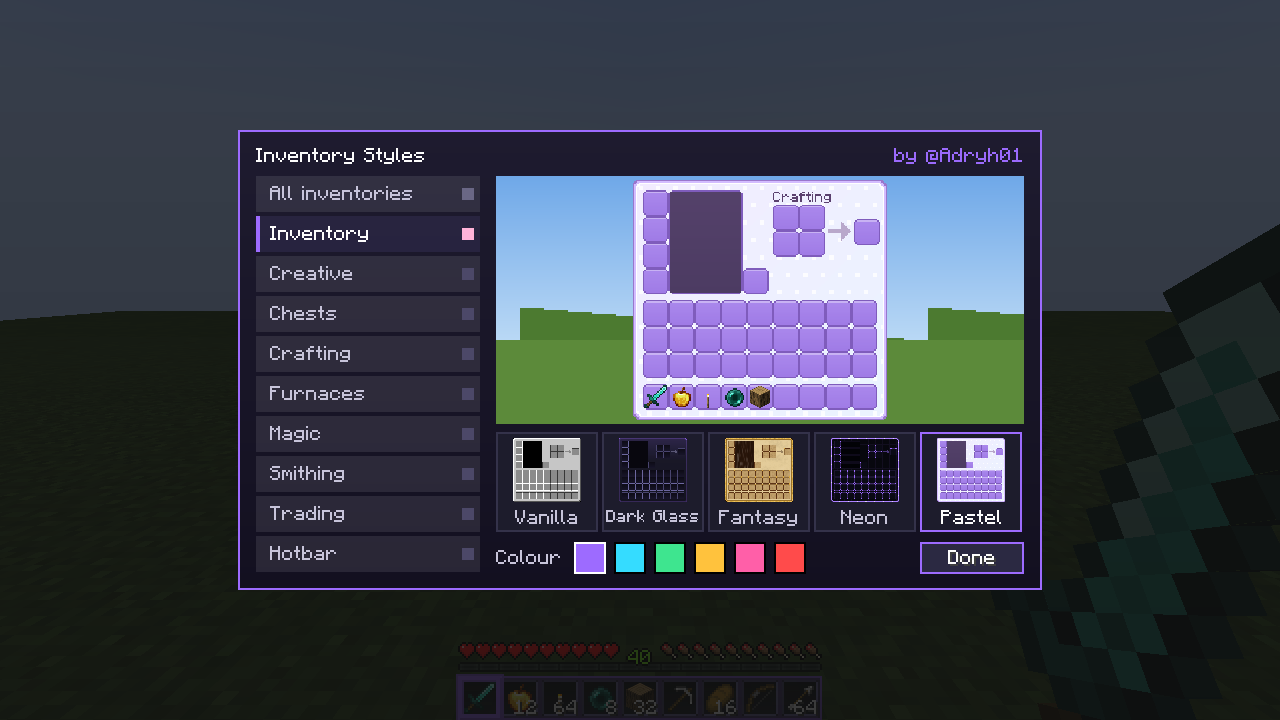 Inventory Styles
by @Adryh01
All inventories
Inventory
Creative
Chests
Crafting
Furnaces
Magic
Smithing
Trading
Hotbar
Crafting
Vanilla
Dark Glass
Fantasy
Neon
Pastel
Colour
Done
40
12 64 8 32 16 64